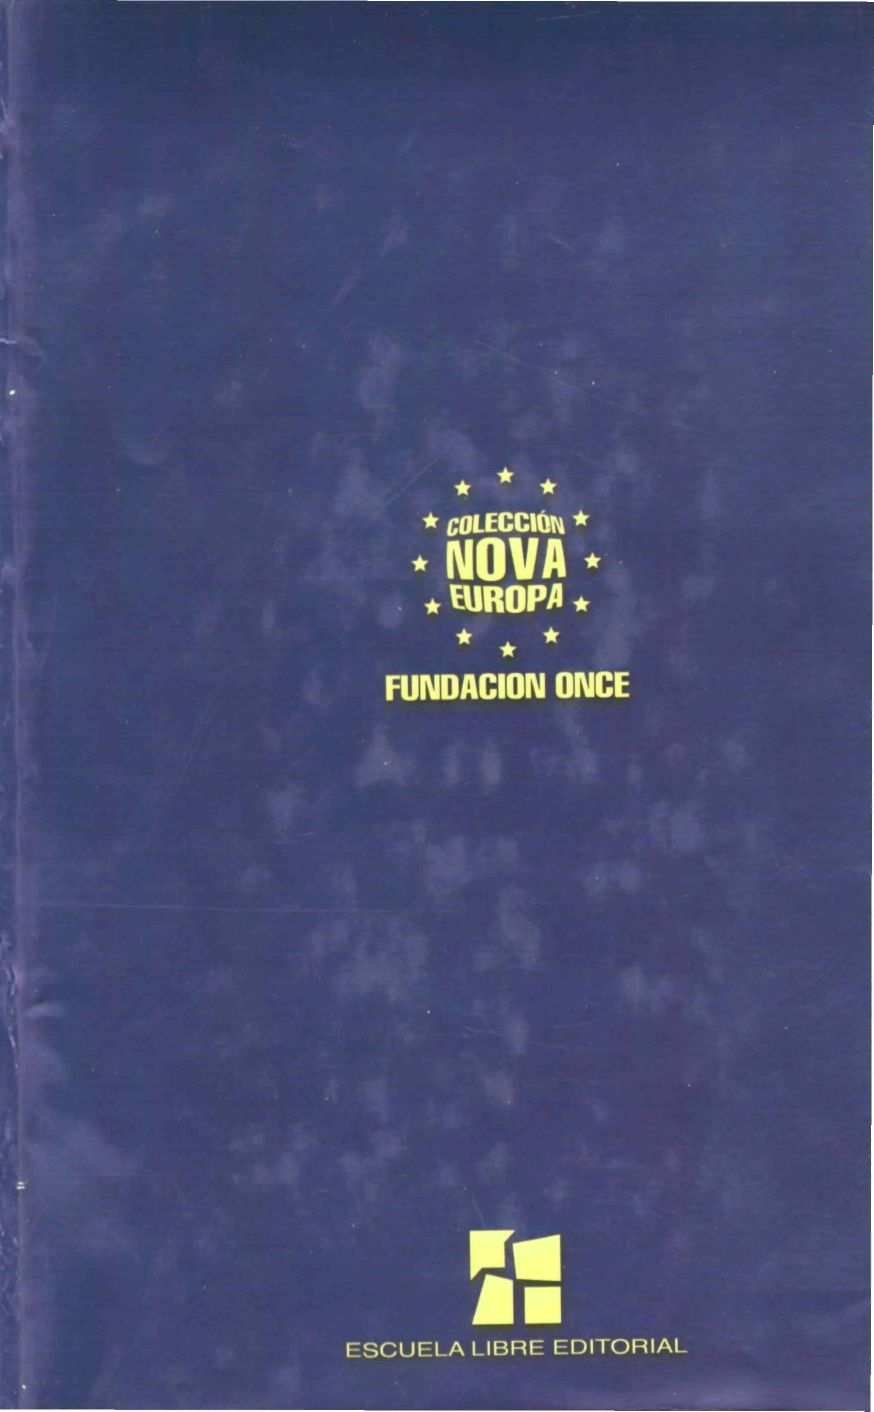 COLECCIÓN
NOVA
EUROPA
FUNDACION ONCE
ESCUELA LIBRE EDITORIAL